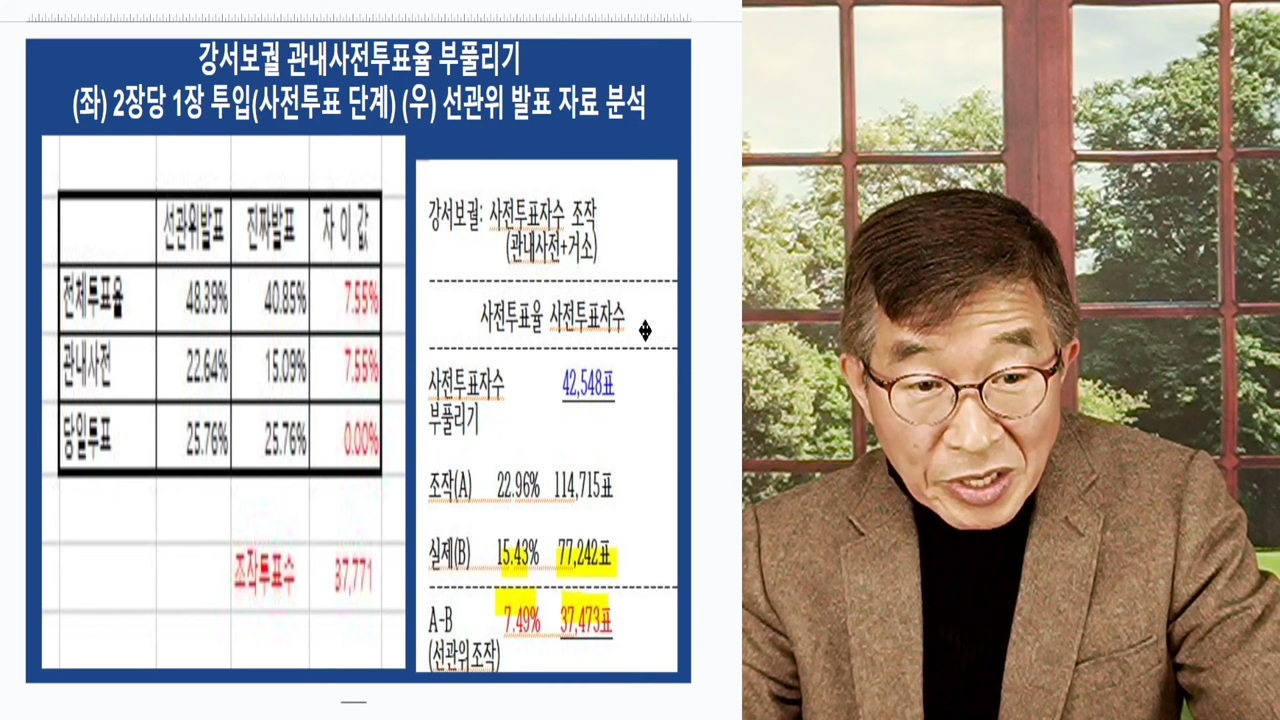 강서보궐 관내사전투표율 부풀리기
(좌) 2장당 1장 투입(사전투표 단계) (우) 선관위 발표 자료 분석
선관위발표 진짜발표 차 이 값
전체투표율 48.39% 40.85% 7.55%
관내사전 22.64% 15.09% 7.55%
당일투표 25.76% 25.76% 0.00%
조작투표수 37,771
강서보궐: 사전투표자수 조작
(관내사전+거소)
사전투표율 사전투표자수
사전투표자수 42,548표
부풀리기
조작(A) 22.96% 114,715표
실제(B) 15.43% 77,242표
A-B 7.49% 37,473표
(선관위조작)